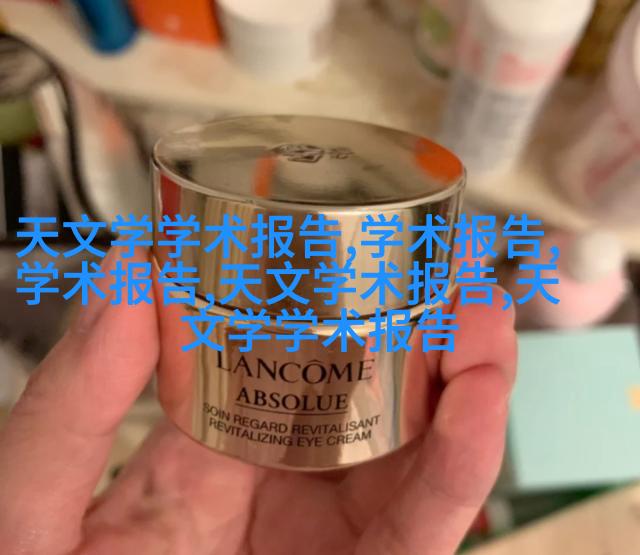 天文学学术报告,学术报告,
学术报告,天文学术报告,天
文学学术报告
LANCÔME
ABSOLUE
SOIN REGARD REVITALISANT
REVITALIZING EYE CREAM